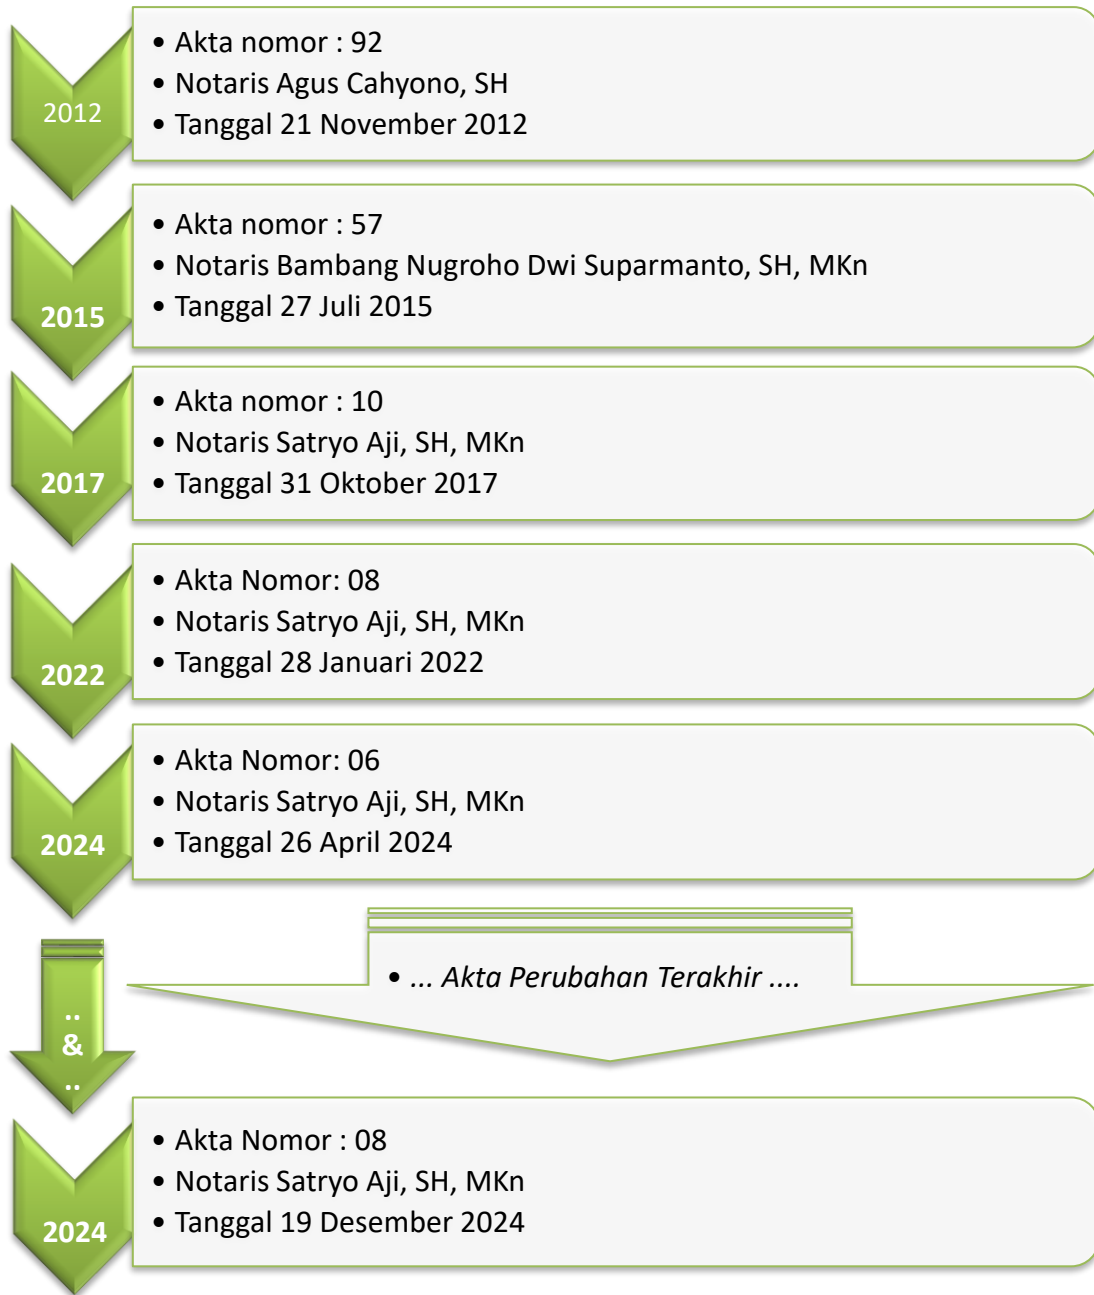 2012
• Akta nomor : 92
• Notaris Agus Cahyono, SH
• Tanggal 21 November 2012
2015
• Akta nomor : 57
• Notaris Bambang Nugroho Dwi Suparmanto, SH, MKn
• Tanggal 27 Juli 2015
2017
• Akta nomor : 10
• Notaris Satryo Aji, SH, MKn
• Tanggal 31 Oktober 2017
2022
• Akta Nomor: 08
• Notaris Satryo Aji, SH, MKn
• Tanggal 28 Januari 2022
2024
• Akta Nomor: 06
• Notaris Satryo Aji, SH, MKn
• Tanggal 26 April 2024
..
&
..
• ... Akta Perubahan Terakhir ....
2024
• Akta Nomor : 08
• Notaris Satryo Aji, SH, MKn
• Tanggal 19 Desember 2024